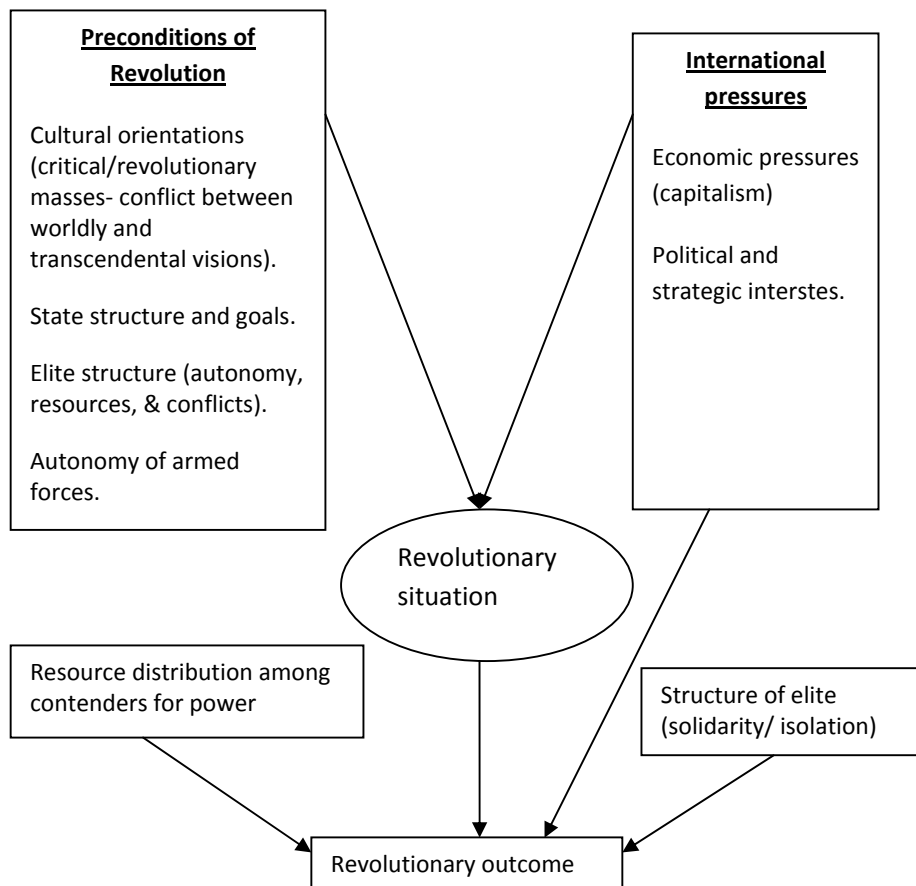 Preconditions of
Revolution
Cultural orientations
(critical/revolutionary
masses- conflict between
worldly and
transcendental visions).
State structure and goals.
Elite structure (autonomy,
resources, & conflicts).
Autonomy of armed
forces.
International
pressures
Economic pressures
(capitalism)
Political and
strategic interstes.
Revolutionary
situation
Resource distribution among
contenders for power
Structure of elite
(solidarity/ isolation)
Revolutionary outcome